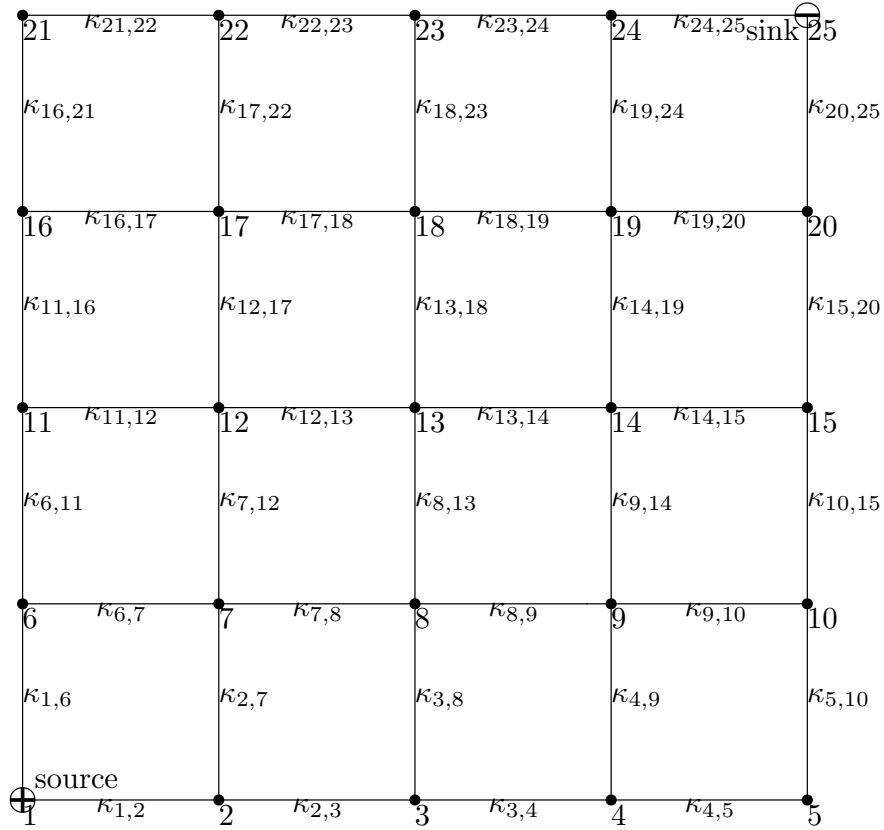 21 κ21,22 22 κ22,23 23 κ23,24 24 κ24,25 sink 25
κ16,21 κ17,22 κ18,23 κ19,24 κ20,25
16 κ16,17 17 κ17,18 18 κ18,19 19 κ19,20 20
κ11,16 κ12,17 κ13,18 κ14,19 κ15,20
11 κ11,12 12 κ12,13 13 κ13,14 14 κ14,15 15
κ6,11 κ7,12 κ8,13 κ9,14 κ10,15
6 κ6,7 7 κ7,8 8 κ8,9 9 κ9,10 10
κ1,6 κ2,7 κ3,8 κ4,9 κ5,10
source
1 κ1,2 2 κ2,3 3 κ3,4 4 κ4,5 5